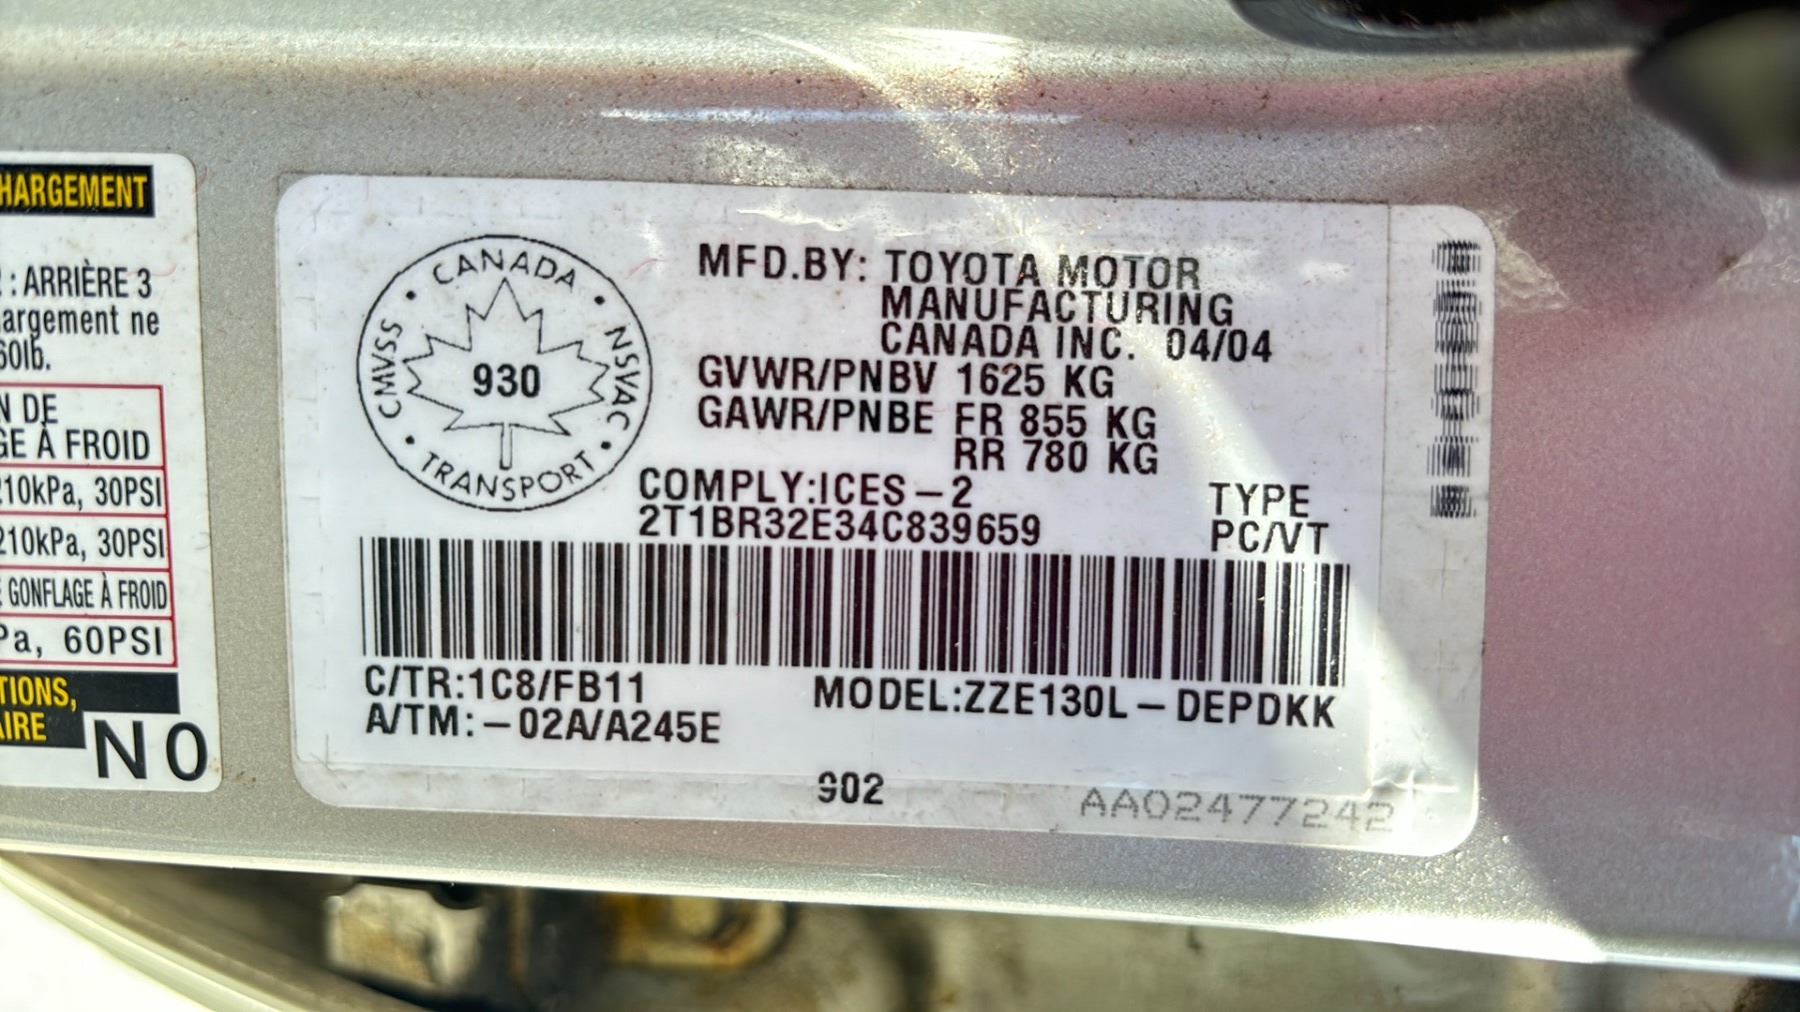 HARGEMENT
: ARRIÈRE 3
argement ne
60lb.
N DE
GE À FROID
210kPa, 30PSI
210kPa, 30PSI
GONFLAGE À FROID
Pa, 60PSI
TIONS,
AIRE
NO
CANADA
CMVSS
NSVAC
930
TRANSPORT
MFD.BY: TOYOTA MOTOR
MANUFACTURING
CANADA INC. 04/04
GVWR/PNBV 1625 KG
GAWR/PNBE FR 855 KG
RR 780 KG
COMPLY:ICES-2
TYPE
2T1BR32E34C839659
PC/VT
C/TR:1C8/FB11
MODEL:ZZE130L-DEPDKK
A/TM:-02A/A245E
902
AA02477242